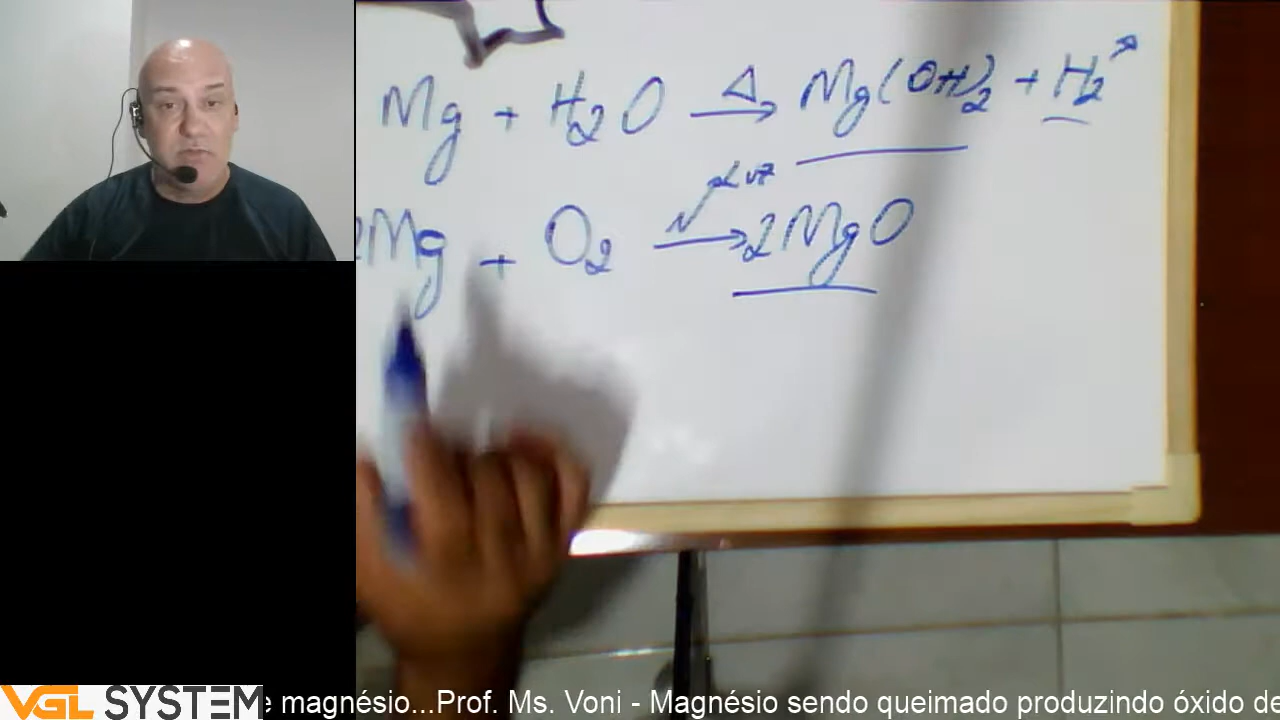 Mg + H₂O —Δ→ Mg(OH)₂ + H₂↗
Luz
2Mg + O₂ → 2MgO
VGL SYSTEM
e magnésio...Prof. Ms. Voni - Magnésio sendo queimado produzindo óxido de